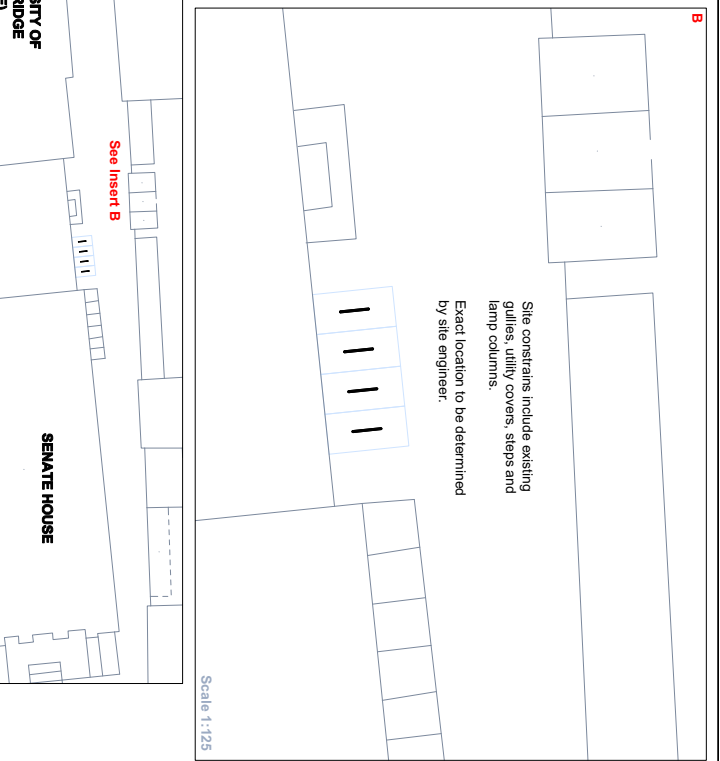 B
Site constrains include existing
gullies, utility covers, steps and
lamp columns.
Exact location to be determined
by site engineer.
Scale 1:125
See Insert B
SENATE HOUSE
SITY OF
RIDGE